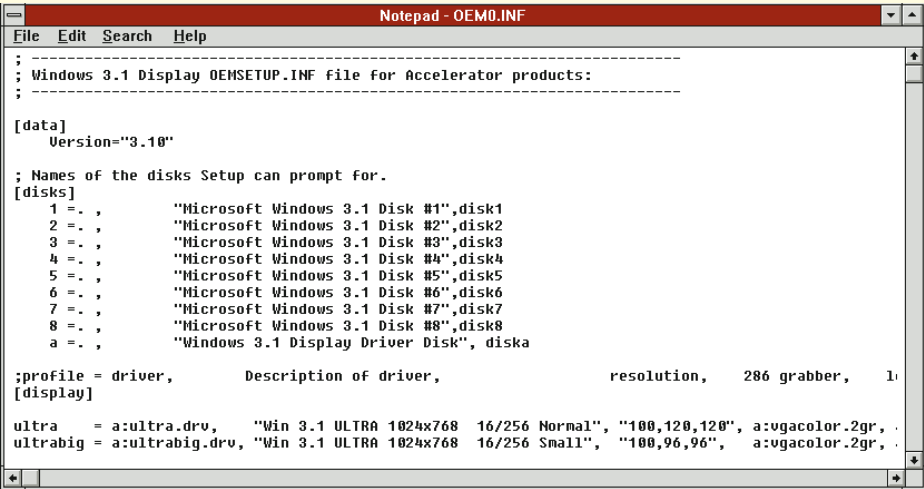 Notepad - OEM0.INF
File Edit Search Help
; -------------------------------------------------------------------------
; Windows 3.1 Display OEMSETUP.INF file for Accelerator products:
; -------------------------------------------------------------------------
[data]
    Version="3.10"
; Names of the disks Setup can prompt for.
[disks]
    1 =. ,        "Microsoft Windows 3.1 Disk #1",disk1
    2 =. ,        "Microsoft Windows 3.1 Disk #2",disk2
    3 =. ,        "Microsoft Windows 3.1 Disk #3",disk3
    4 =. ,        "Microsoft Windows 3.1 Disk #4",disk4
    5 =. ,        "Microsoft Windows 3.1 Disk #5",disk5
    6 =. ,        "Microsoft Windows 3.1 Disk #6",disk6
    7 =. ,        "Microsoft Windows 3.1 Disk #7",disk7
    8 =. ,        "Microsoft Windows 3.1 Disk #8",disk8
    a =. ,        "Windows 3.1 Display Driver Disk", diska
;profile = driver,        Description of driver,                   resolution,    286 grabber,
[display]
ultra    = a:ultra.drv,    "Win 3.1 ULTRA 1024x768  16/256 Normal", "100,120,120", a:vgacolor.2gr,
ultrabig = a:ultrabig.drv, "Win 3.1 ULTRA 1024x768  16/256 Small",  "100,96,96",   a:vgacolor.2gr,